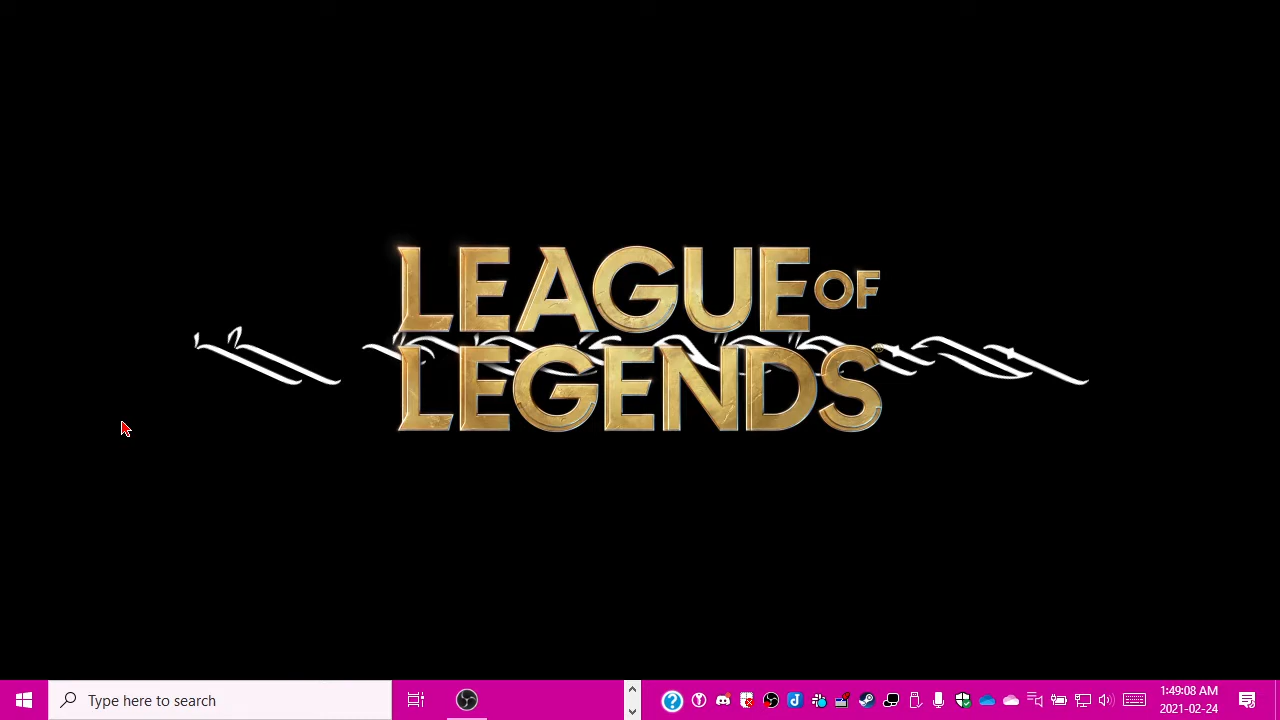 LEAGUE OF
LEGENDS
Type here to search
1:49:08 AM
2021-02-24